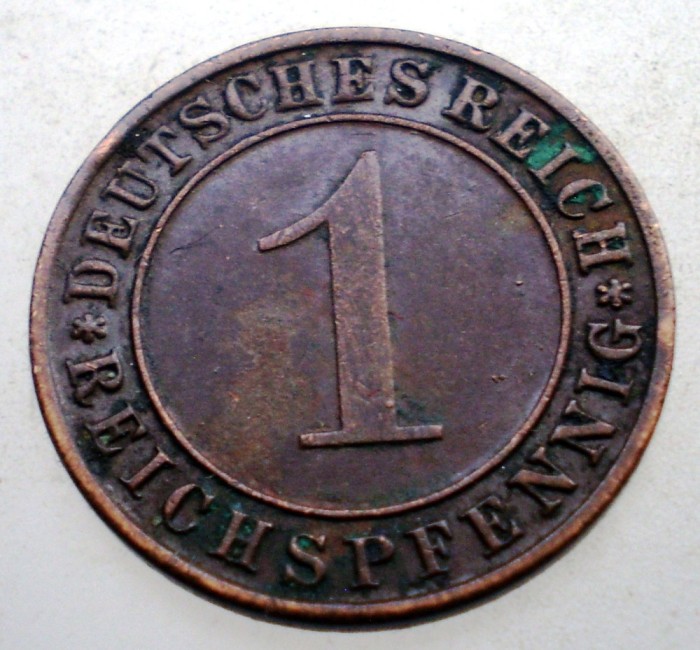 DEUTSCHES REICH
1
* REICHSPFENNIG *